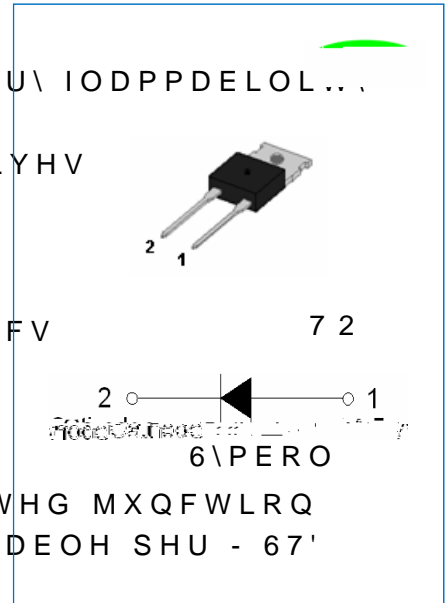 U\ IODPPDELOL
YHV
2
1
FV 7 2
2 1
6\PERO
WHG MXQFWLRQ
DEOH SHU - 67'